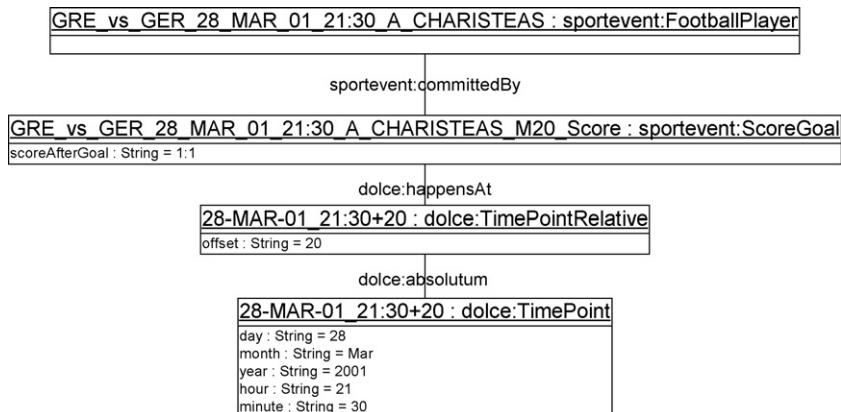 GRE_vs_GER_28_MAR_01_21:30_A_CHARISTEAS : sportevent:FootballPlayer
sportevent:committedBy
GRE_vs_GER_28_MAR_01_21:30_A_CHARISTEAS_M20_Score : sportevent:ScoreGoal
scoreAfterGoal : String = 1:1
dolce:happensAt
28-MAR-01_21:30+20 : dolce:TimePointRelative
offset : String = 20
dolce:absolutum
28-MAR-01_21:30+20 : dolce:TimePoint
day : String = 28
month : String = Mar
year : String = 2001
hour : String = 21
minute : String = 30